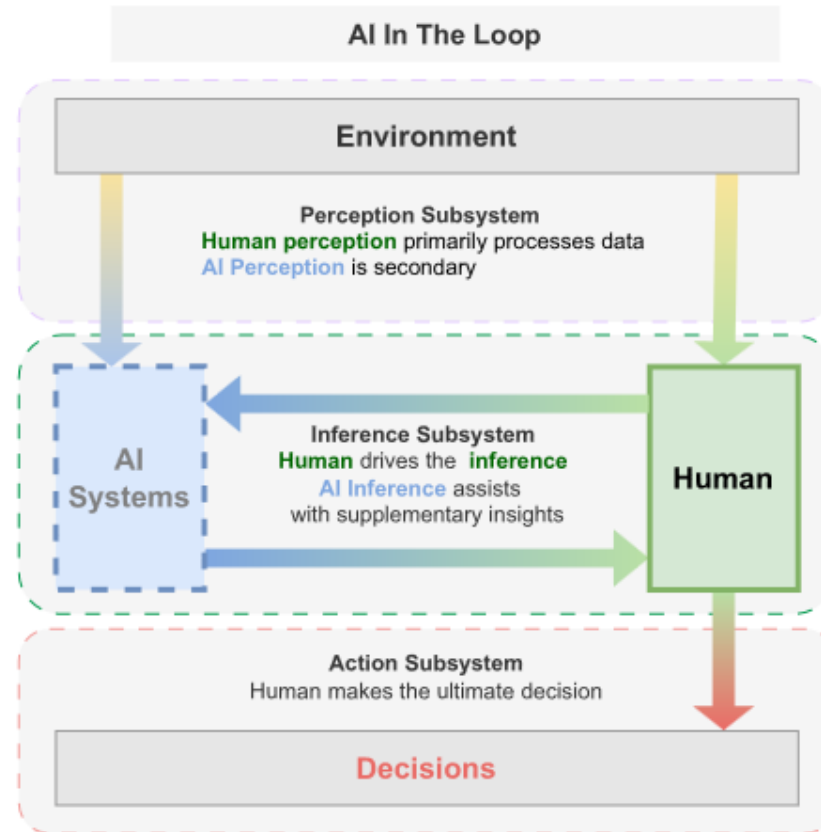 AI In The Loop
Environment
Perception Subsystem
Human perception primarily processes data
AI Perception is secondary
AI
Systems
Inference Subsystem
Human drives the inference
AI Inference assists
with supplementary insights
Human
Action Subsystem
Human makes the ultimate decision
Decisions